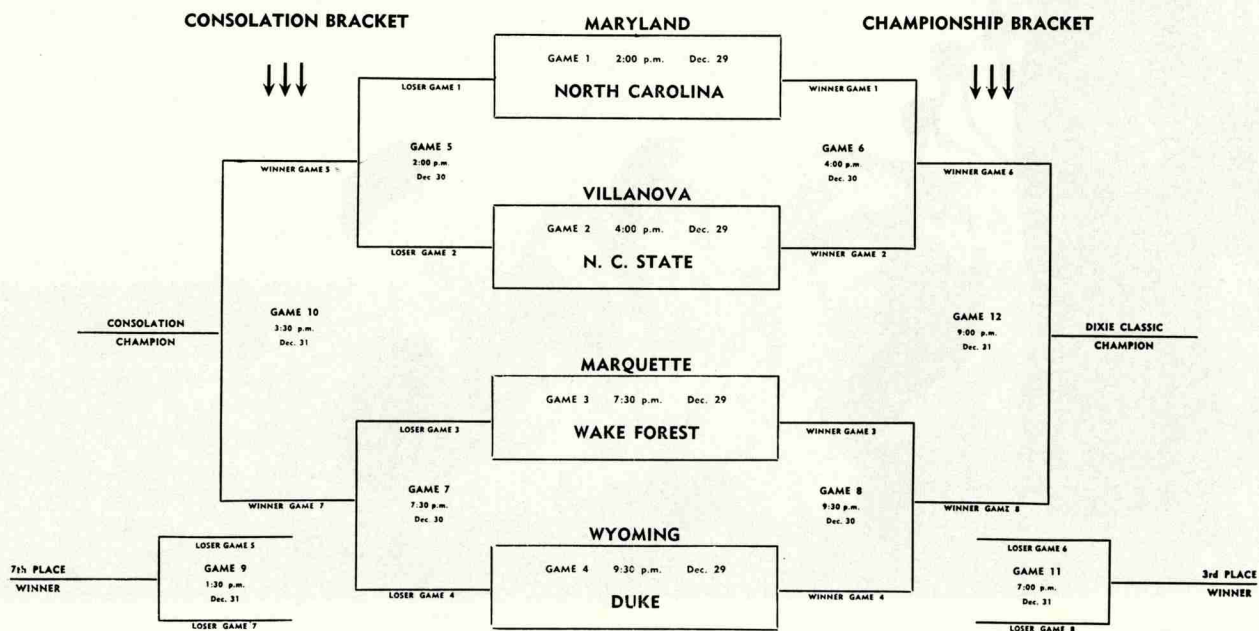 CONSOLATION BRACKET
MARYLAND
CHAMPIONSHIP BRACKET
GAME 1 2:00 p.m. Dec. 29
NORTH CAROLINA
LOSER GAME 1
WINNER GAME 1
GAME 5
2:00 p.m.
Dec. 30
GAME 6
4:00 p.m.
Dec. 30
WINNER GAME 5
WINNER GAME 6
VILLANOVA
GAME 2 4:00 p.m. Dec. 29
N. C. STATE
LOSER GAME 2
WINNER GAME 2
GAME 10
3:30 p.m.
Dec. 31
GAME 12
9:00 p.m.
Dec. 31
CONSOLATION
CHAMPION
DIXIE CLASSIC
CHAMPION
MARQUETTE
GAME 3 7:30 p.m. Dec. 29
WAKE FOREST
LOSER GAME 3
WINNER GAME 3
GAME 7
7:30 p.m.
Dec. 30
GAME 8
9:30 p.m.
Dec. 30
WINNER GAME 7
WINNER GAME 8
WYOMING
GAME 4 9:30 p.m. Dec. 29
DUKE
LOSER GAME 4
WINNER GAME 4
LOSER GAME 5
7th PLACE
WINNER
GAME 9
1:30 p.m.
Dec. 31
LOSER GAME 7
LOSER GAME 6
GAME 11
7:00 p.m.
Dec. 31
3rd PLACE
WINNER
LOSER GAME 8